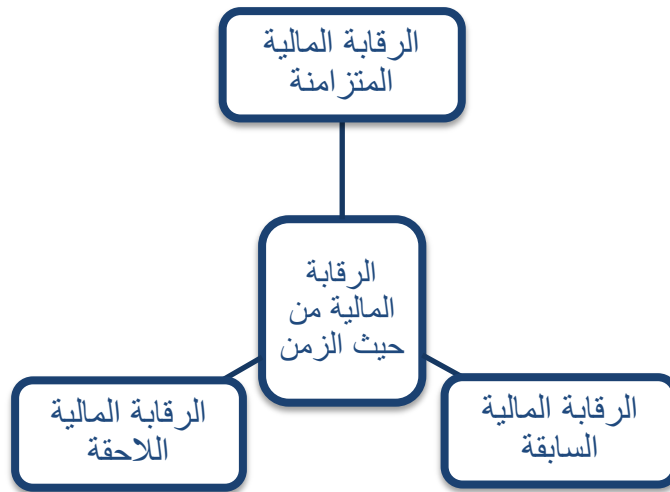 الرقابة المالية
المتزامنة
الرقابة
المالية من
حيث الزمن
الرقابة المالية
السابقة
الرقابة المالية
اللاحقة